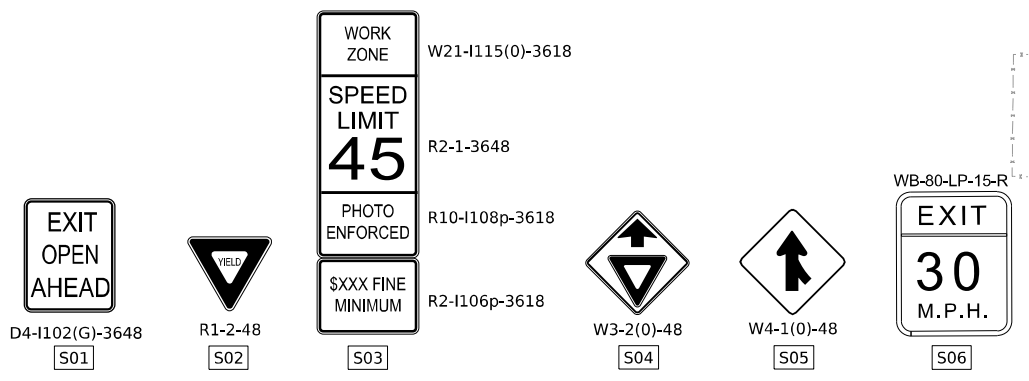 WORK
ZONE
W21-I115(0)-3618
SPEED
LIMIT
45
R2-1-3648
PHOTO
ENFORCED
R10-I108p-3618
$XXX FINE
MINIMUM
R2-I106p-3618
EXIT
OPEN
AHEAD
D4-I102(G)-3648
S01
YIELD
R1-2-48
S02
S03
W3-2(0)-48
S04
W4-1(0)-48
S05
WB-80-LP-15-R
EXIT
30
M.P.H.
S06